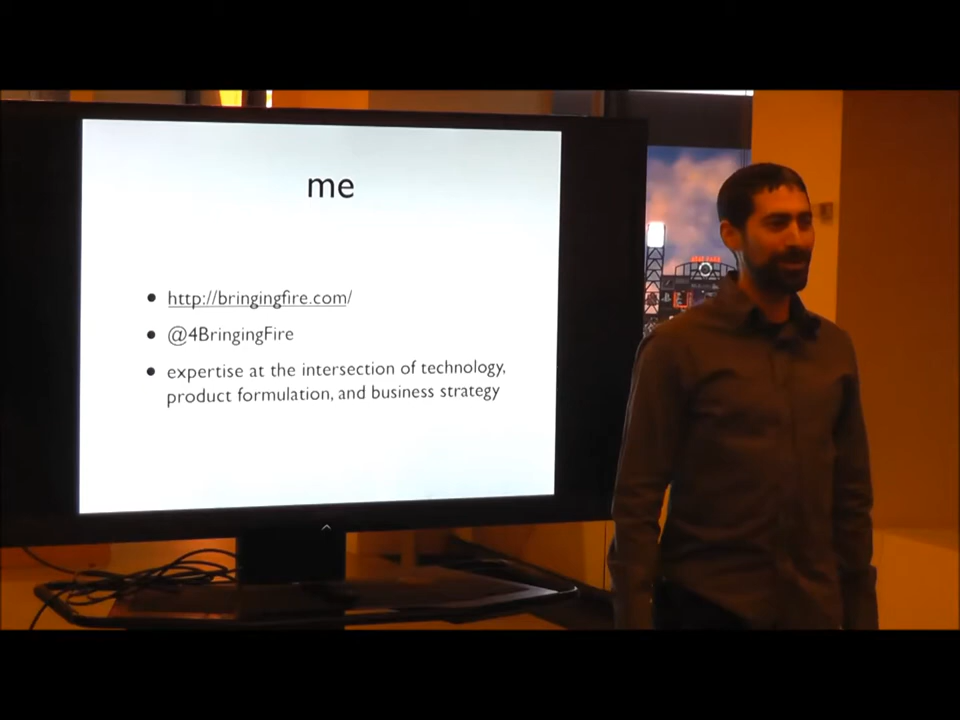 me
http://bringingfire.com/
@4BringingFire
expertise at the intersection of technology,
product formulation, and business strategy